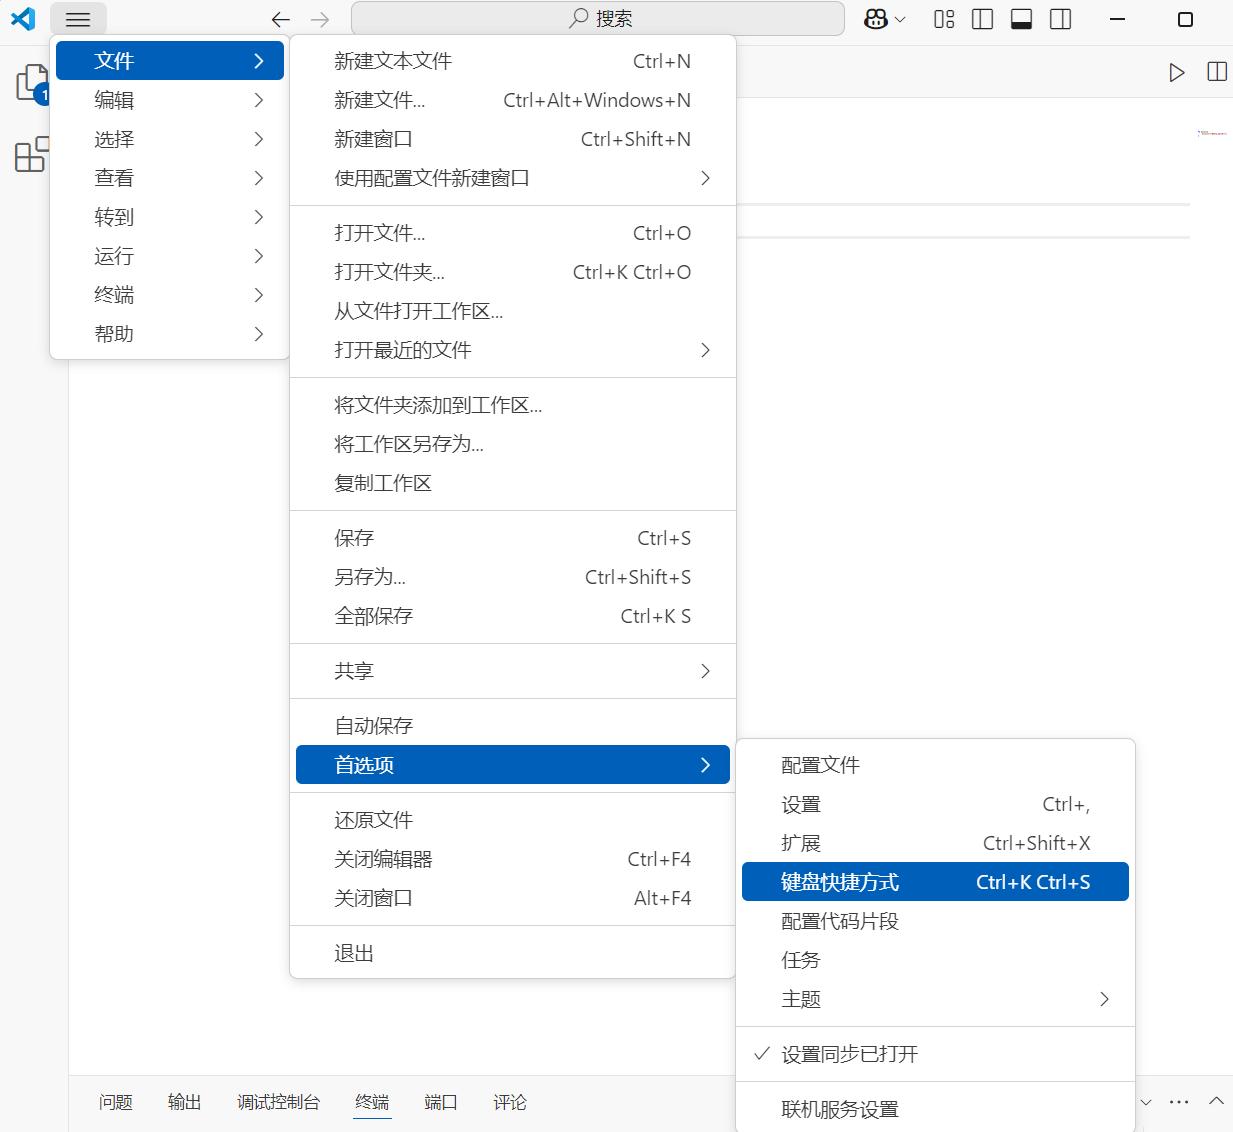 搜索
1
文件
编辑
选择
查看
转到
运行
终端
帮助
新建文本文件 Ctrl+N
新建文件... Ctrl+Alt+Windows+N
新建窗口 Ctrl+Shift+N
使用配置文件新建窗口
打开文件... Ctrl+O
打开文件夹... Ctrl+K Ctrl+O
从文件打开工作区...
打开最近的文件
将文件夹添加到工作区...
将工作区另存为...
复制工作区
保存 Ctrl+S
另存为... Ctrl+Shift+S
全部保存 Ctrl+K S
共享
自动保存
首选项
还原文件
关闭编辑器 Ctrl+F4
关闭窗口 Alt+F4
退出
配置文件
设置 Ctrl+,
扩展 Ctrl+Shift+X
键盘快捷方式 Ctrl+K Ctrl+S
配置代码片段
任务
主题
设置同步已打开
联机服务设置
问题 输出 调试控制台 终端 端口 评论